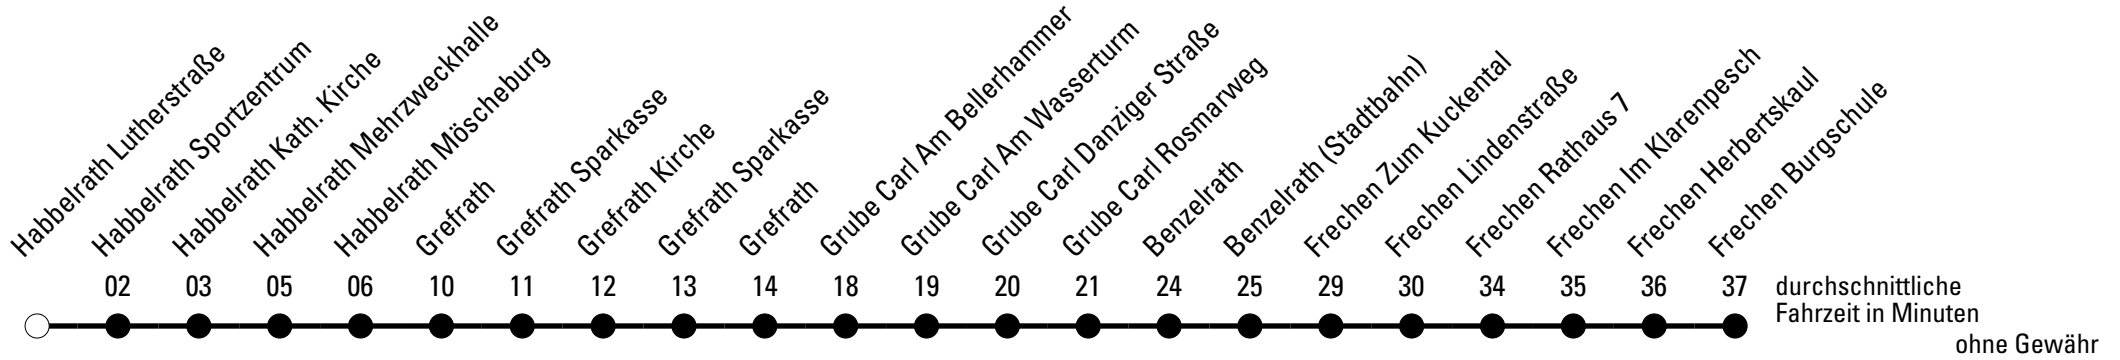 Habbelrath Lutherstraße
Habbelrath Sportzentrum
Habbelrath Kath. Kirche
Habbelrath Mehrzweckhalle
Habbelrath Möscheburg
Grefrath
Grefrath Sparkasse
Grefrath Kirche
Grefrath Sparkasse
Grefrath
Grube Carl Am Bellerhammer
Grube Carl Am Wasserturm
Grube Carl Danziger Straße
Grube Carl Rosmarweg
Benzelrath
Benzelrath (Stadtbahn)
Frechen Zum Kuckental
Frechen Lindenstraße
Frechen Rathaus 7
Frechen Im Klarenpesch
Frechen Herbertskaul
Frechen Burgschule
02 03 05 06 10 11 12 13 14 18 19 20 21 24 25 29 30 34 35 36 37 durchschnittliche
Fahrzeit in Minuten
ohne Gewähr